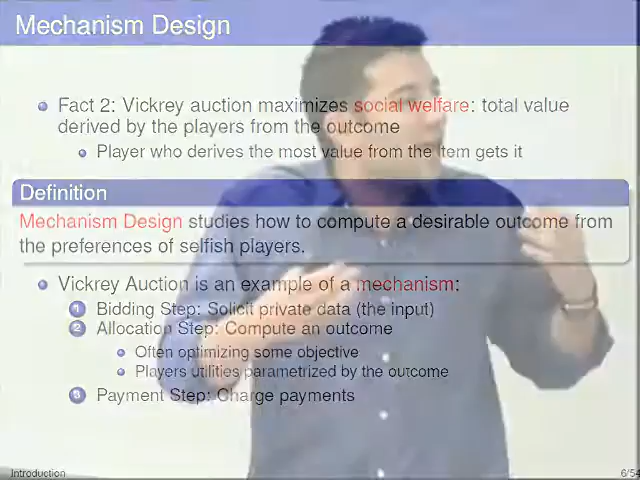 Mechanism Design
Fact 2: Vickrey auction maximizes social welfare: total value
derived by the players from the outcome
Player who derives the most value from the item gets it
Definition
Mechanism Design studies how to compute a desirable outcome from
the preferences of selfish players.
Vickrey Auction is an example of a mechanism:
1 Bidding Step: Solicit private data (the input)
2 Allocation Step: Compute an outcome
Often optimizing some objective
Players utilities parametrized by the outcome
3 Payment Step: Charge payments
Introduction 6/54